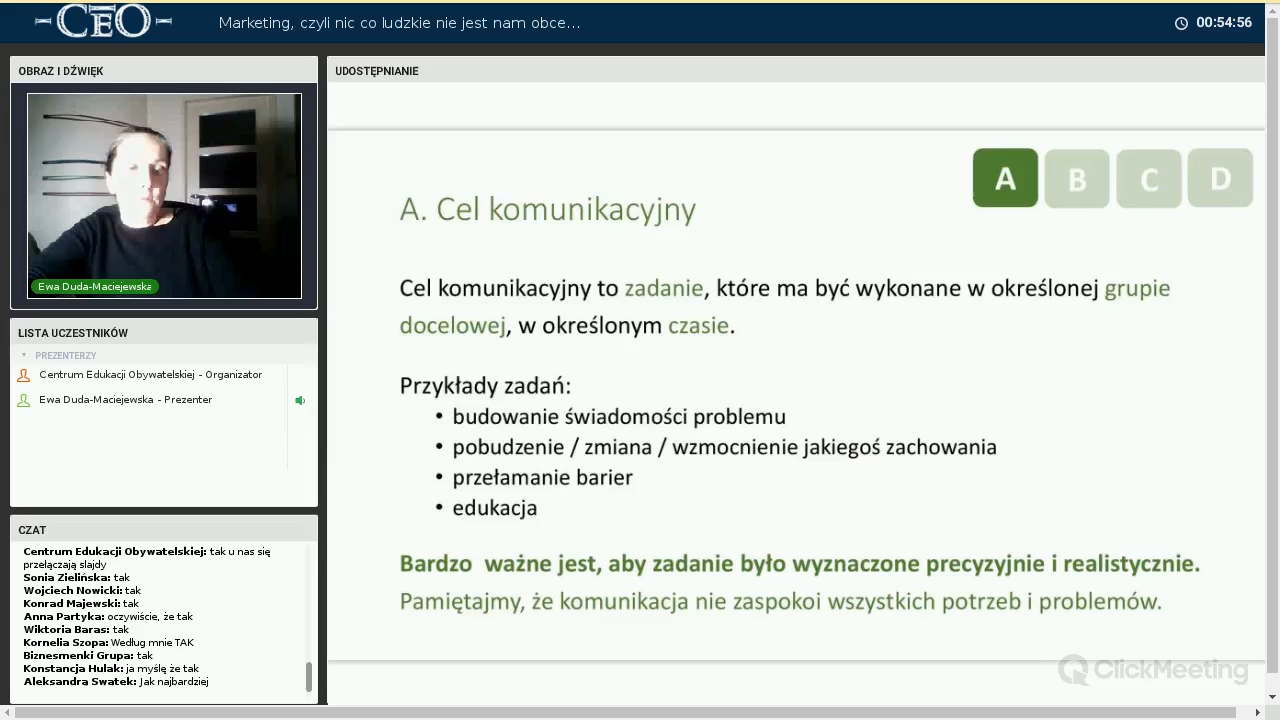 CEO
Marketing, czyli nic co ludzkie nie jest nam obce...
00:54:56
OBRAZ I DŹWIĘK
Ewa Duda-Maciejewska
LISTA UCZESTNIKÓW
PREZENTERZY
Centrum Edukacji Obywatelskiej - Organizator
Ewa Duda-Maciejewska - Prezenter
CZAT
Centrum Edukacji Obywatelskiej: tak u nas się
przełączają slajdy
Sonia Zielińska: tak
Wojciech Nowicki: tak
Konrad Majewski: tak
Anna Partyka: oczywiście, że tak
Wiktoria Baras: tak
Kornelia Szopa: Według mnie TAK
Biznesmenki Grupa: tak
Konstancja Hulak: ja myślę że tak
Aleksandra Swatek: Jak najbardziej
UDOSTĘPNIANIE
A B C D
A. Cel komunikacyjny
Cel komunikacyjny to zadanie, które ma być wykonane w określonej grupie
docelowej, w określonym czasie.
Przykłady zadań:
• budowanie świadomości problemu
• pobudzenie / zmiana / wzmocnienie jakiegoś zachowania
• przełamanie barier
• edukacja
Bardzo ważne jest, aby zadanie było wyznaczone precyzyjnie i realistycznie.
Pamiętajmy, że komunikacja nie zaspokoi wszystkich potrzeb i problemów.
ClickMeeting